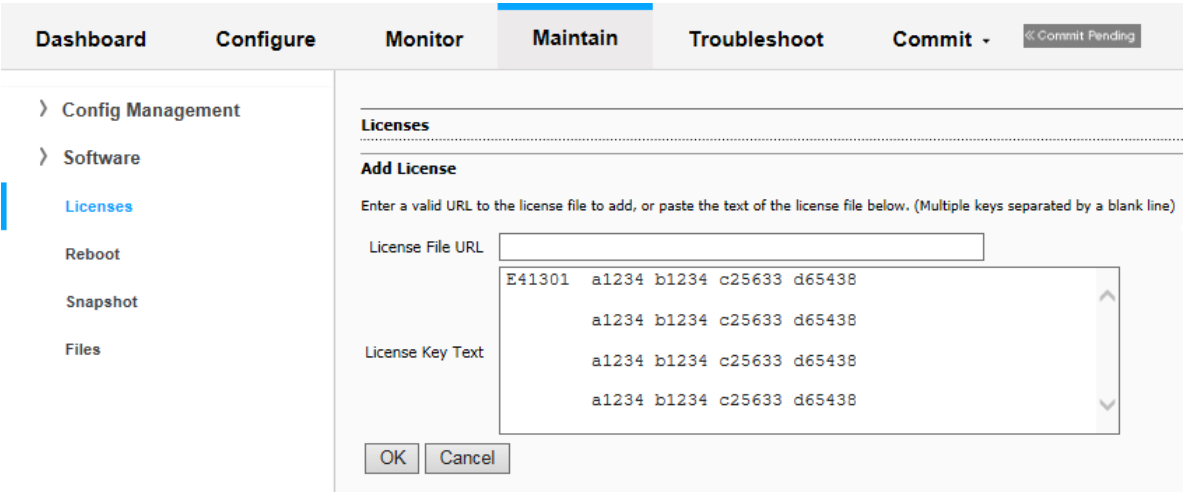 Dashboard Configure Monitor Maintain Troubleshoot Commit Commit Pending
Config Management
Software
Licenses
Reboot
Snapshot
Files
Licenses
Add License
Enter a valid URL to the license file to add, or paste the text of the license file below. (Multiple keys separated by a blank line)
License File URL
License Key Text
E41301 a1234 b1234 c25633 d65438
a1234 b1234 c25633 d65438
a1234 b1234 c25633 d65438
a1234 b1234 c25633 d65438
OK Cancel